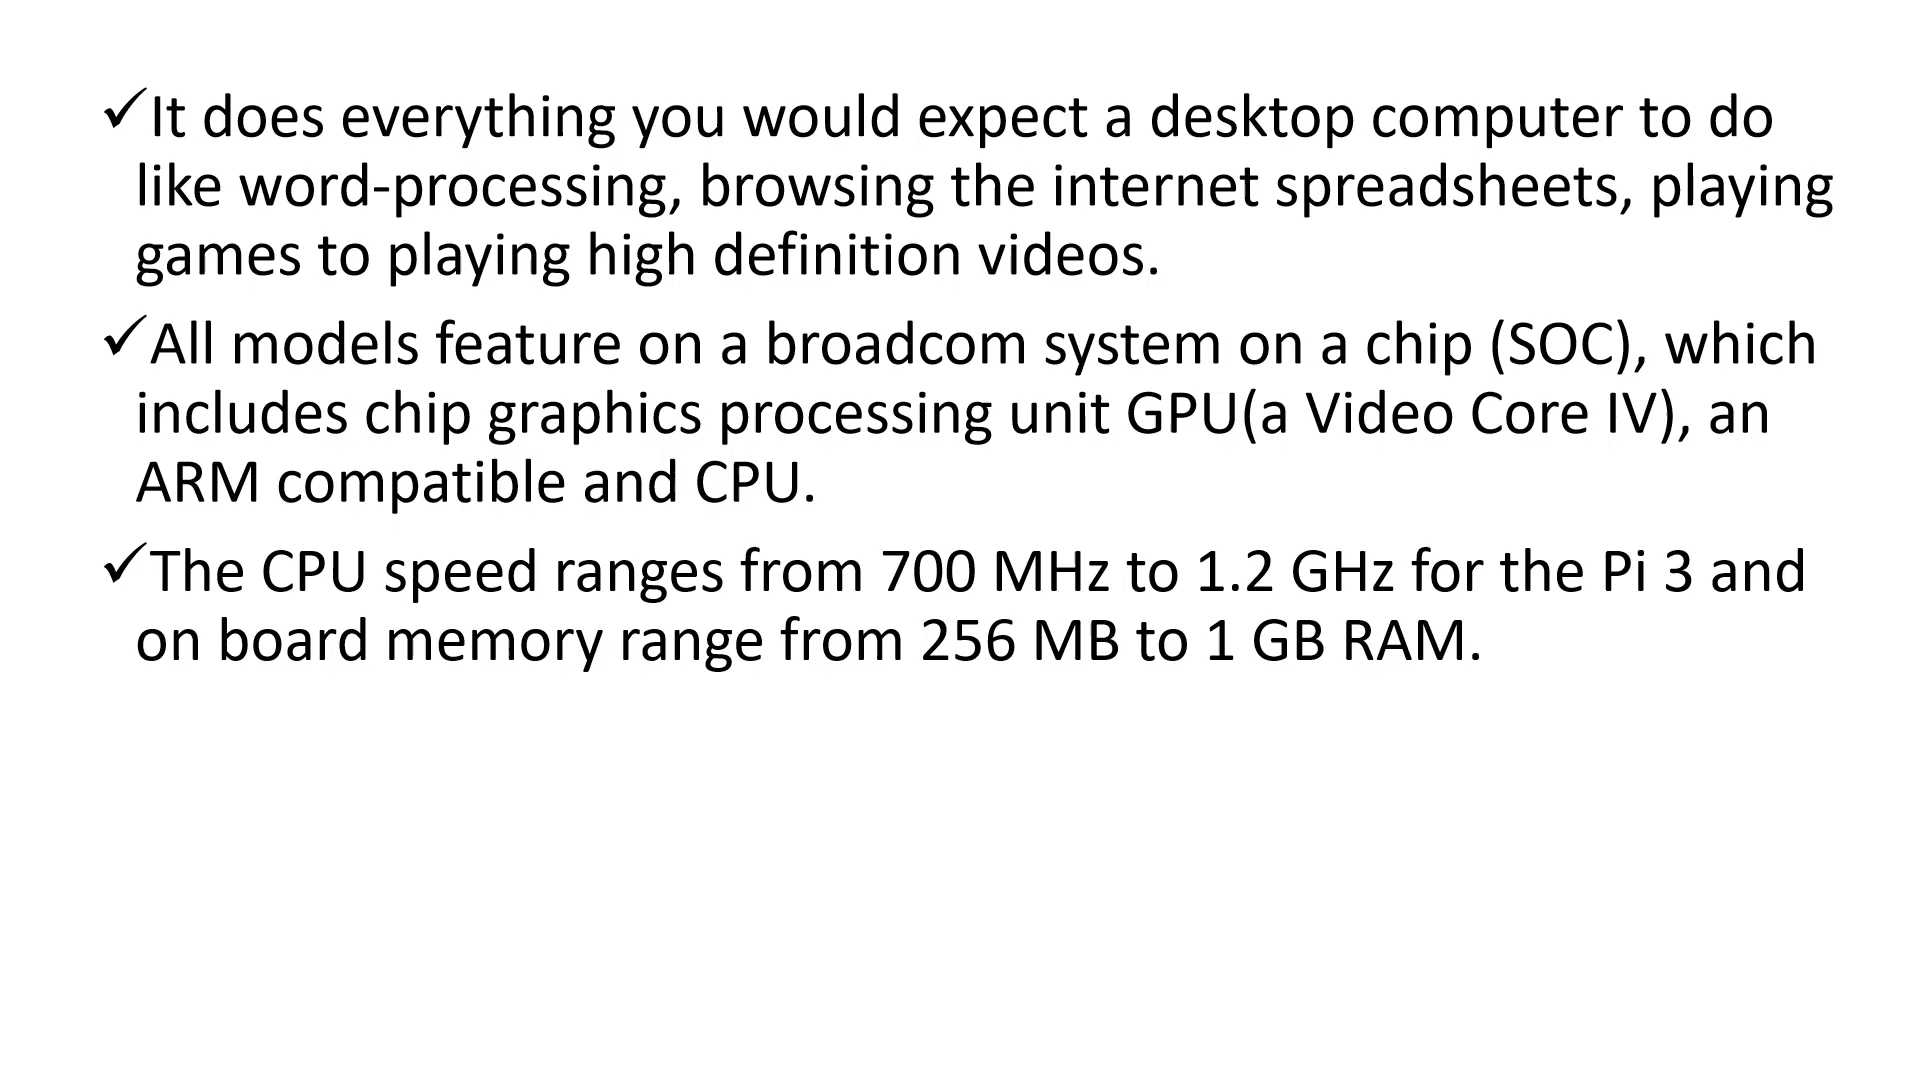 ✓It does everything you would expect a desktop computer to do
like word-processing, browsing the internet spreadsheets, playing
games to playing high definition videos.
✓All models feature on a broadcom system on a chip (SOC), which
includes chip graphics processing unit GPU(a Video Core IV), an
ARM compatible and CPU.
✓The CPU speed ranges from 700 MHz to 1.2 GHz for the Pi 3 and
on board memory range from 256 MB to 1 GB RAM.